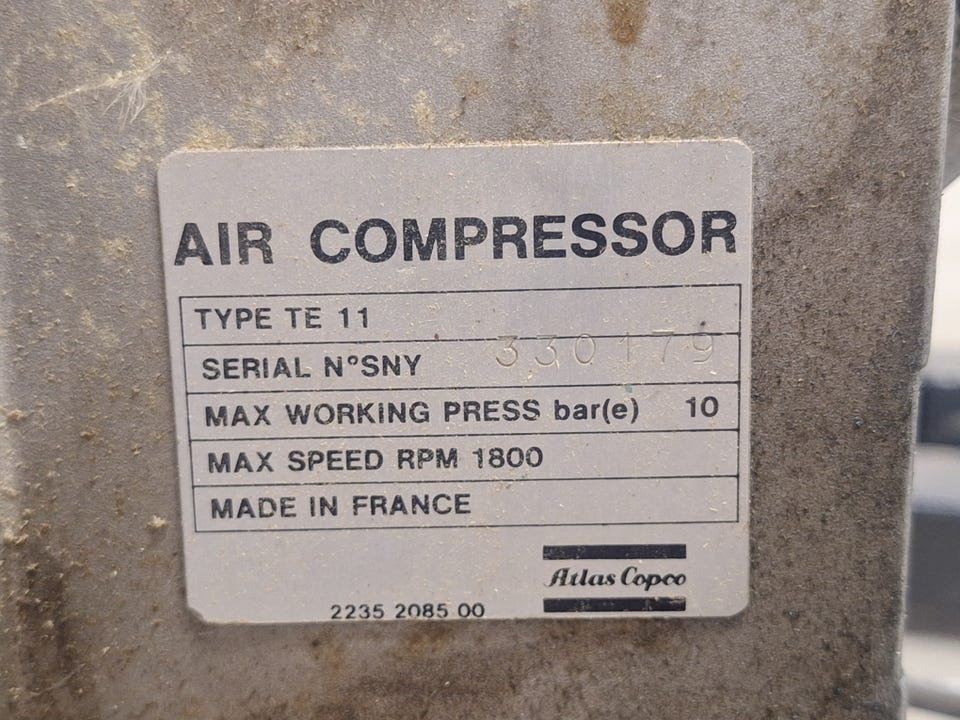 AIR COMPRESSOR
TYPE TE 11
SERIAL N°SNY 330179
MAX WORKING PRESS bar(e) 10
MAX SPEED RPM 1800
MADE IN FRANCE
Atlas Copco
2235 2085 00